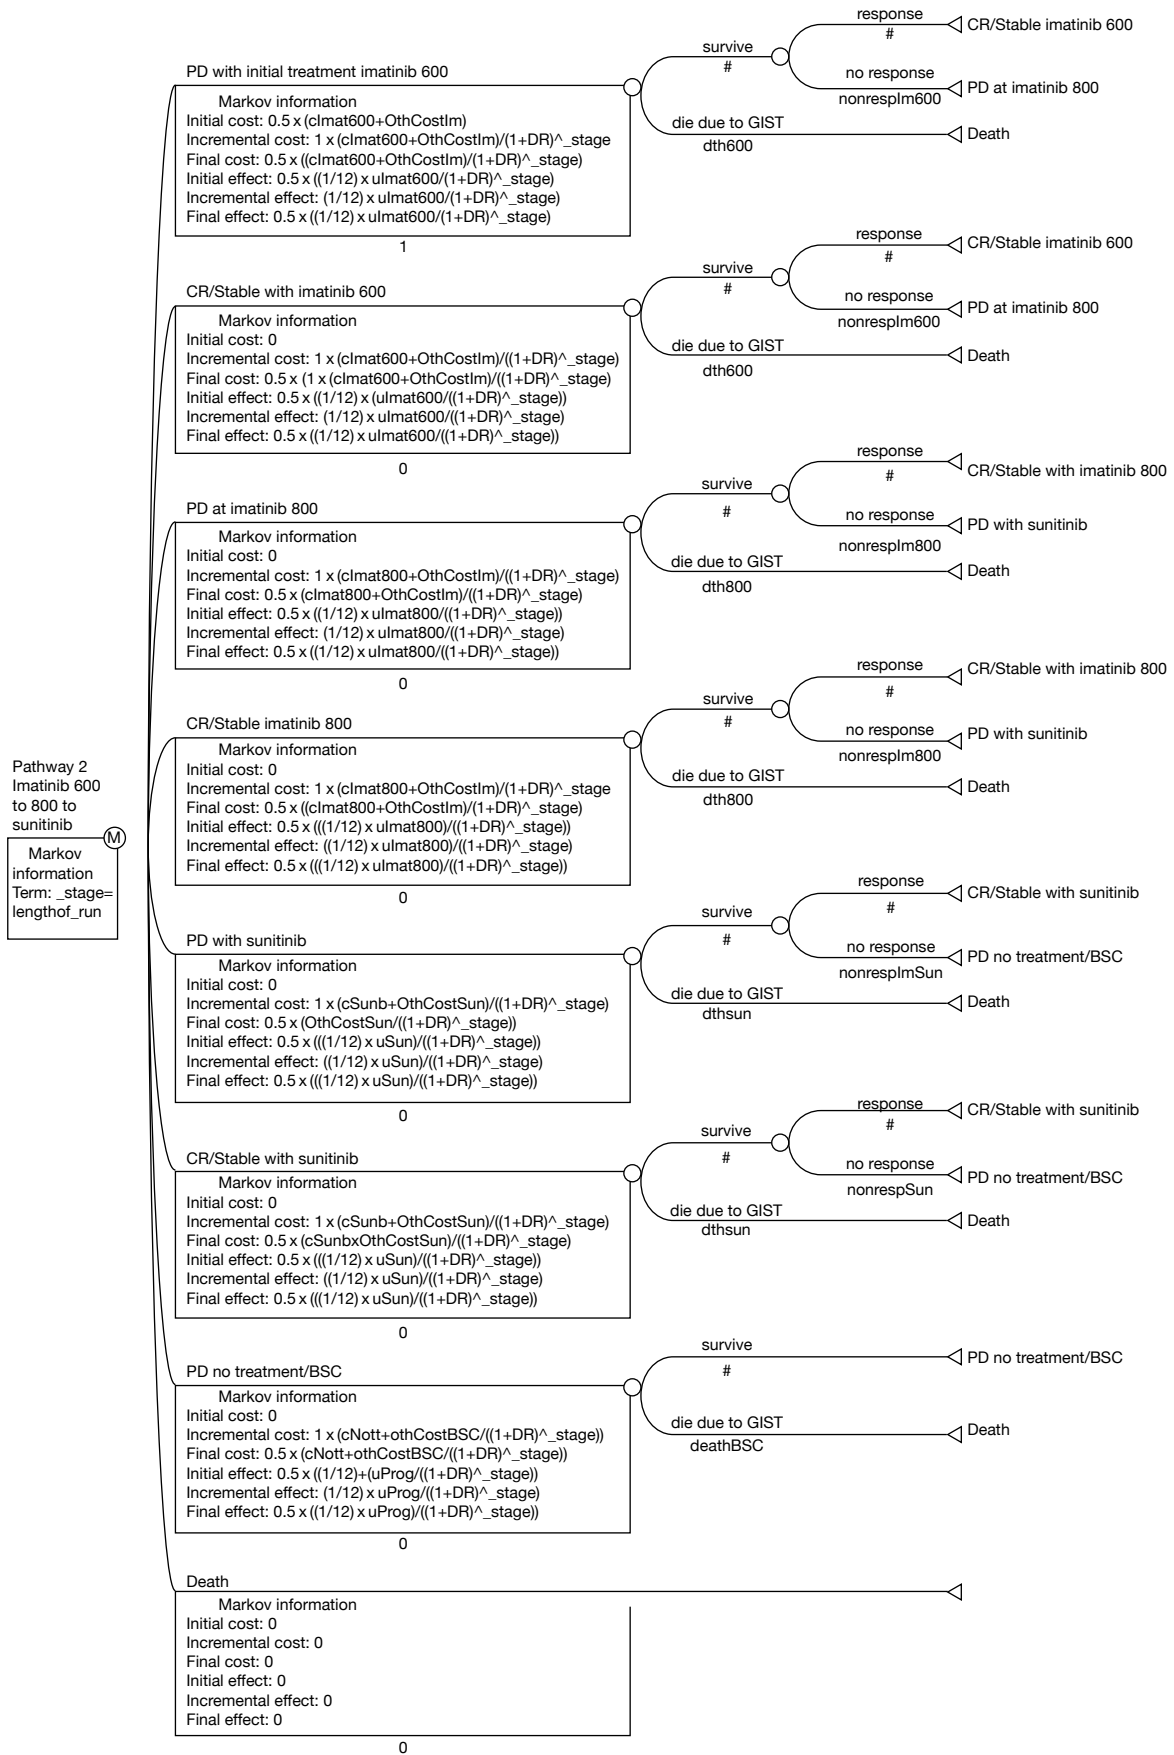 Pathway 2
Imatinib 600
to 800 to
sunitinib
M
Markov
information
Term: _stage=
lengthof_run
PD with initial treatment imatinib 600
Markov information
Initial cost: 0.5 x (cImat600+OthCostIm)
Incremental cost: 1 x (cImat600+OthCostIm)/(1+DR)^_stage
Final cost: 0.5 x ((cImat600+OthCostIm)/(1+DR)^_stage)
Initial effect: 0.5 x ((1/12) x uImat600/(1+DR)^_stage)
Incremental effect: (1/12) x uImat600/(1+DR)^_stage)
Final effect: 0.5 x ((1/12) x uImat600/(1+DR)^_stage)
1
survive
#
response
#
CR/Stable imatinib 600
no response
nonrespIm600
PD at imatinib 800
die due to GIST
dth600
Death
CR/Stable with imatinib 600
Markov information
Initial cost: 0
Incremental cost: 1 x (cImat600+OthCostIm)/((1+DR)^_stage)
Final cost: 0.5 x (1 x (cImat600+OthCostIm)/((1+DR)^_stage)
Initial effect: 0.5 x ((1/12) x (uImat600/((1+DR)^_stage))
Incremental effect: (1/12) x uImat600/((1+DR)^_stage)
Final effect: 0.5 x ((1/12) x uImat600/((1+DR)^_stage))
0
survive
#
response
#
CR/Stable imatinib 600
no response
nonrespIm600
PD at imatinib 800
die due to GIST
dth600
Death
PD at imatinib 800
Markov information
Initial cost: 0
Incremental cost: 1 x (cImat800+OthCostIm)/((1+DR)^_stage)
Final cost: 0.5 x (cImat800+OthCostIm)/((1+DR)^_stage)
Initial effect: 0.5 x ((1/12) x uImat800/((1+DR)^_stage))
Incremental effect: (1/12) x uImat800/((1+DR)^_stage)
Final effect: 0.5 x ((1/12) x uImat800/((1+DR)^_stage))
0
survive
#
response
#
CR/Stable with imatinib 800
no response
nonrespIm800
PD with sunitinib
die due to GIST
dth800
Death
CR/Stable imatinib 800
Markov information
Initial cost: 0
Incremental cost: 1 x (cImat800+OthCostIm)/(1+DR)^_stage
Final cost: 0.5 x ((cImat800+OthCostIm)/(1+DR)^_stage)
Initial effect: 0.5 x (((1/12) x uImat800)/((1+DR)^_stage))
Incremental effect: ((1/12) x uImat800)/((1+DR)^_stage)
Final effect: 0.5 x (((1/12) x uImat800)/((1+DR)^_stage))
0
survive
#
response
#
CR/Stable with imatinib 800
no response
nonrespIm800
PD with sunitinib
die due to GIST
dth800
Death
PD with sunitinib
Markov information
Initial cost: 0
Incremental cost: 1 x (cSunb+OthCostSun)/((1+DR)^_stage)
Final cost: 0.5 x (OthCostSun/((1+DR)^_stage))
Initial effect: 0.5 x (((1/12) x uSun)/((1+DR)^_stage))
Incremental effect: ((1/12) x uSun)/((1+DR)^_stage)
Final effect: 0.5 x (((1/12) x uSun)/((1+DR)^_stage))
0
survive
#
response
#
CR/Stable with sunitinib
no response
nonrespImSun
PD no treatment/BSC
die due to GIST
dthsun
Death
CR/Stable with sunitinib
Markov information
Initial cost: 0
Incremental cost: 1 x (cSunb+OthCostSun)/((1+DR)^_stage)
Final cost: 0.5 x (cSunbxOthCostSun)/((1+DR)^_stage)
Initial effect: 0.5 x (((1/12) x uSun)/((1+DR)^_stage))
Incremental effect: ((1/12) x uSun)/((1+DR)^_stage)
Final effect: 0.5 x (((1/12) x uSun)/((1+DR)^_stage))
0
survive
#
response
#
CR/Stable with sunitinib
no response
nonrespSun
PD no treatment/BSC
die due to GIST
dthsun
Death
PD no treatment/BSC
Markov information
Initial cost: 0
Incremental cost: 1 x (cNott+othCostBSC/((1+DR)^_stage))
Final cost: 0.5 x (cNott+othCostBSC/((1+DR)^_stage))
Initial effect: 0.5 x ((1/12)+(uProg/((1+DR)^_stage))
Incremental effect: (1/12) x uProg/((1+DR)^_stage)
Final effect: 0.5 x ((1/12) x uProg)/((1+DR)^_stage))
0
survive
#
PD no treatment/BSC
die due to GIST
deathBSC
Death
Death
Markov information
Initial cost: 0
Incremental cost: 0
Final cost: 0
Initial effect: 0
Incremental effect: 0
Final effect: 0
0